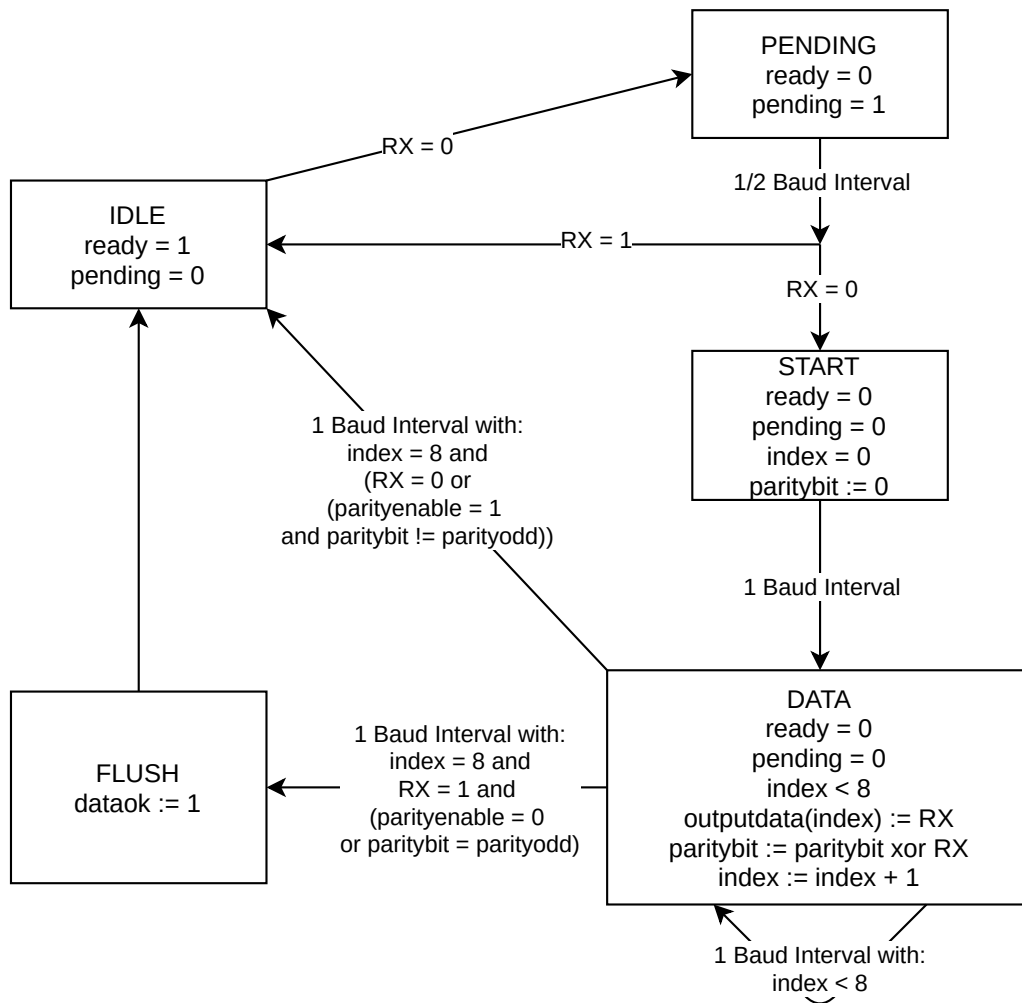 PENDING
ready = 0
pending = 1
RX = 0
1/2 Baud Interval
IDLE
ready = 1
pending = 0
RX = 1
RX = 0
START
ready = 0
pending = 0
index = 0
paritybit := 0
1 Baud Interval with:
index = 8 and
(RX = 0 or
(parityenable = 1
and paritybit != parityodd))
1 Baud Interval
DATA
ready = 0
pending = 0
index < 8
outputdata(index) := RX
paritybit := paritybit xor RX
index := index + 1
1 Baud Interval with:
index = 8 and
RX = 1 and
(parityenable = 0
or paritybit = parityodd)
FLUSH
dataok := 1
1 Baud Interval with:
index < 8